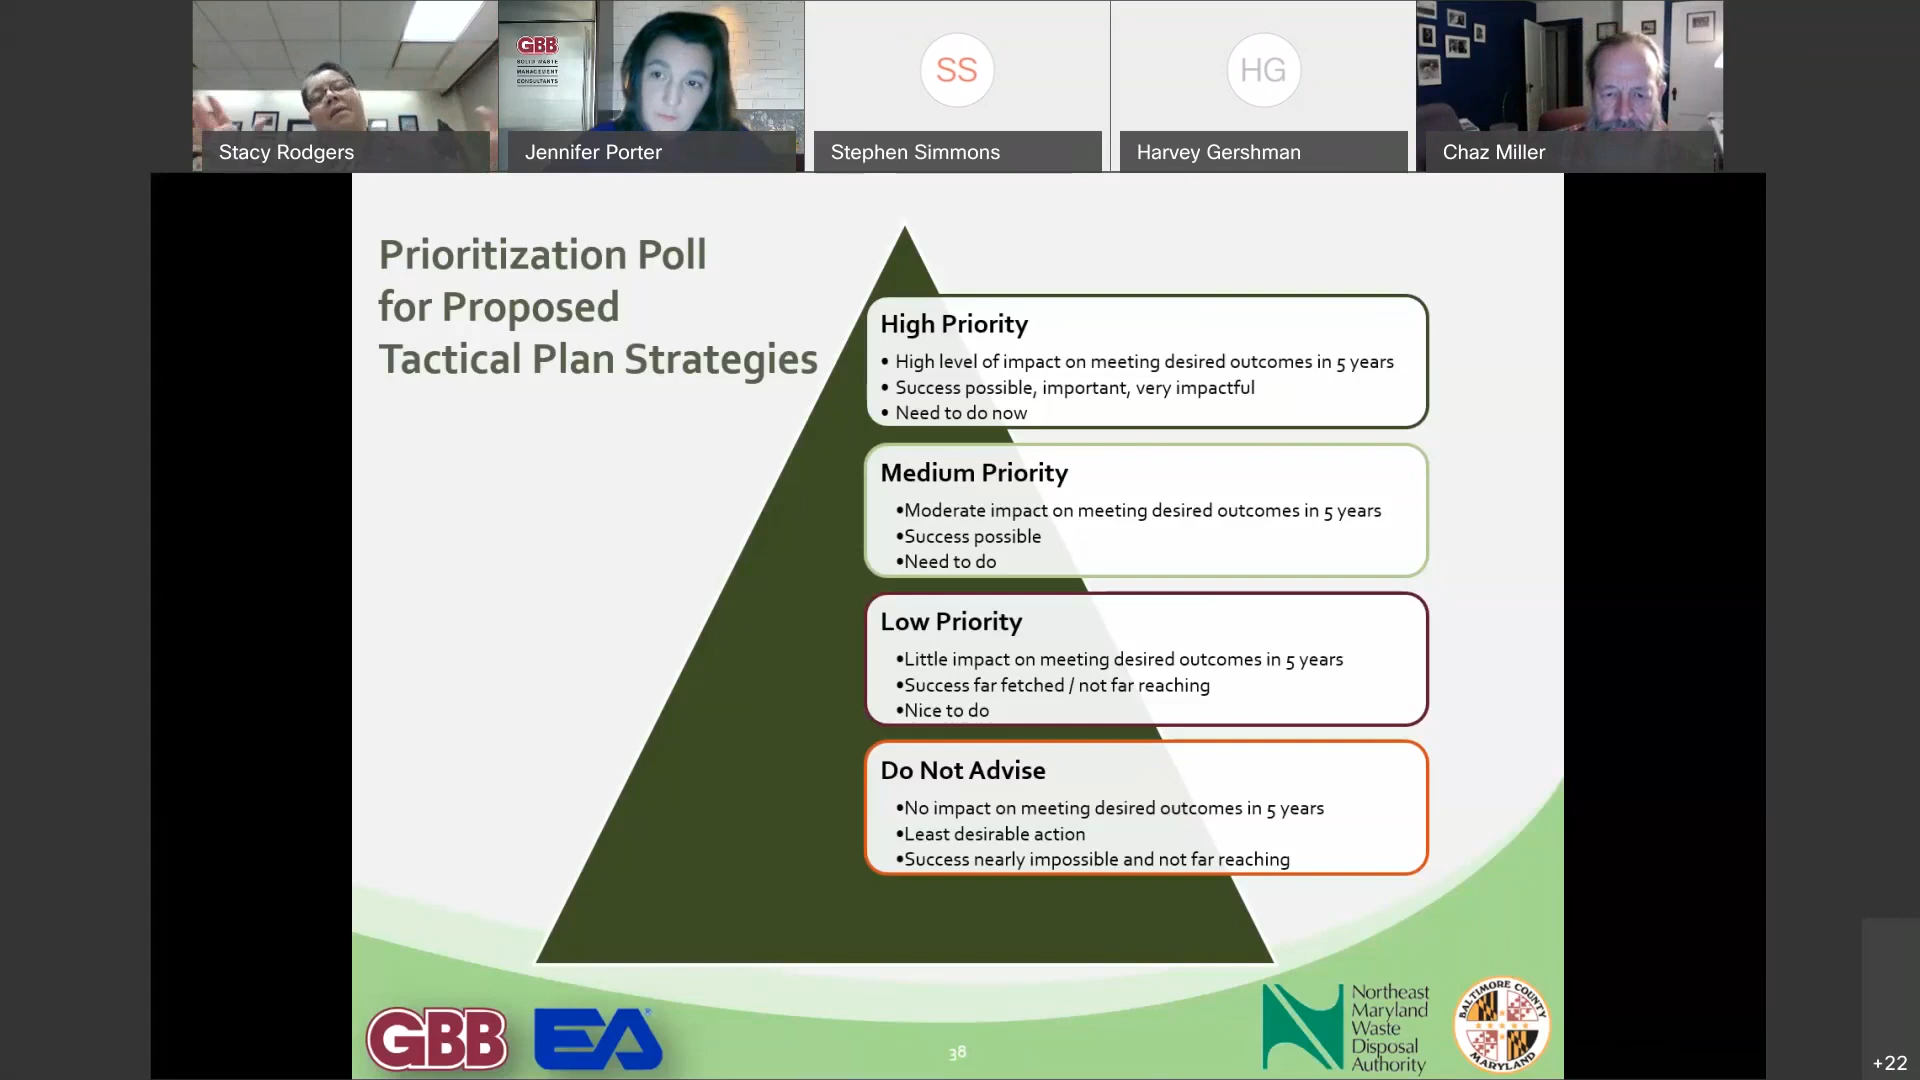 GBB
SOLID WASTE
MANAGEMENT
CONSULTANTS
SS
HG
Stacy Rodgers
Jennifer Porter
Stephen Simmons
Harvey Gershman
Chaz Miller
Prioritization Poll
for Proposed
Tactical Plan Strategies
High Priority
• High level of impact on meeting desired outcomes in 5 years
• Success possible, important, very impactful
• Need to do now
Medium Priority
•Moderate impact on meeting desired outcomes in 5 years
•Success possible
•Need to do
Low Priority
•Little impact on meeting desired outcomes in 5 years
•Success far fetched / not far reaching
•Nice to do
Do Not Advise
•No impact on meeting desired outcomes in 5 years
•Least desirable action
•Success nearly impossible and not far reaching
GBB
EA®
38
Northeast
Maryland
Waste
Disposal
Authority
BALTIMORE COUNTY
MARYLAND
+22